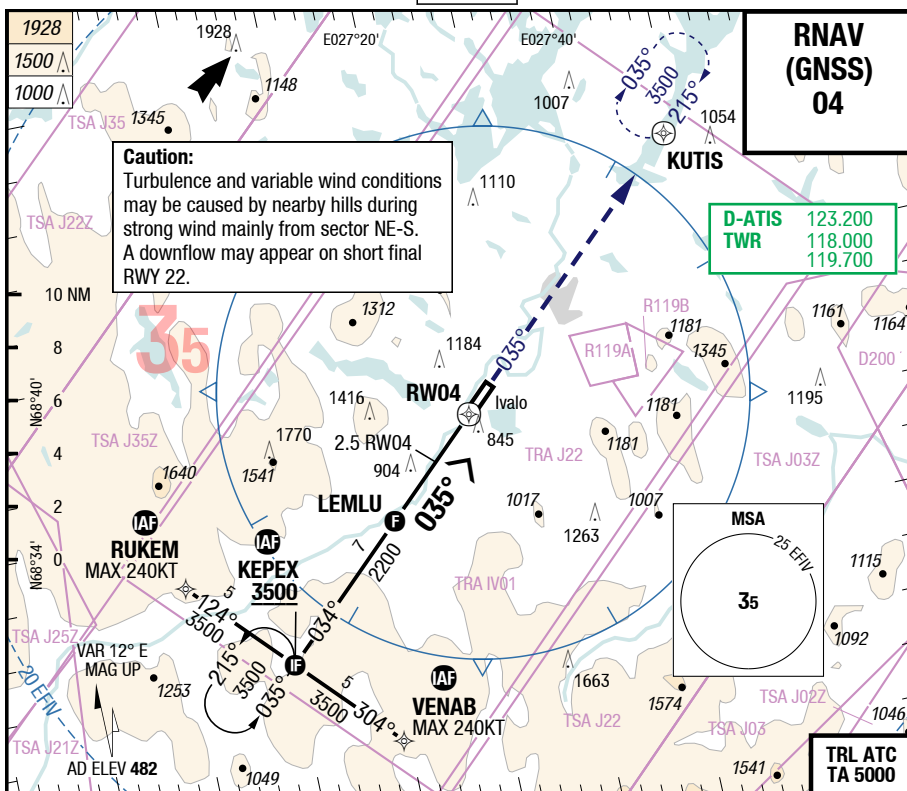 1928
1500
1000
1928
E027°20'
E027°40'
RNAV
(GNSS)
04
1148
1345
TSA J35
1007
035°
3500
215°
1054
KUTIS
Caution:
Turbulence and variable wind conditions
may be caused by nearby hills during
strong wind mainly from sector NE-S.
A downflow may appear on short final
RWY 22.
1110
TSA J22Z
D-ATIS 123.200
TWR 118.000
119.700
10 NM
35
1312
R119B
1181
1161
1164
8
1184
035°
R119A
1345
D200
N68°40'
6
1416
RW04
Ivalo
1181
1195
2.5 RW04
845
1181
TSA J35Z
4
1770
1541
904
TRA J22
TSA J03Z
1640
035°
2
LEMLU
F
1017
1007
IAF
RUKEM
MAX 240KT
IAF
KEPEX
3500
7
2200
1263
MSA
25 EFIV
35
N68°34'
0
TRA IV01
1115
5
124°
3500
034°
1092
TSA J25Z
VAR 12° E
MAG UP
215°
3500
035°
IF
5
3500
304°
IAF
VENAB
MAX 240KT
1663
1574
TSA J02Z
20 EFIV
1253
TSA J22
TSA J03
1046
TSA J21Z
AD ELEV 482
1049
1541
TRL ATC
TA 5000